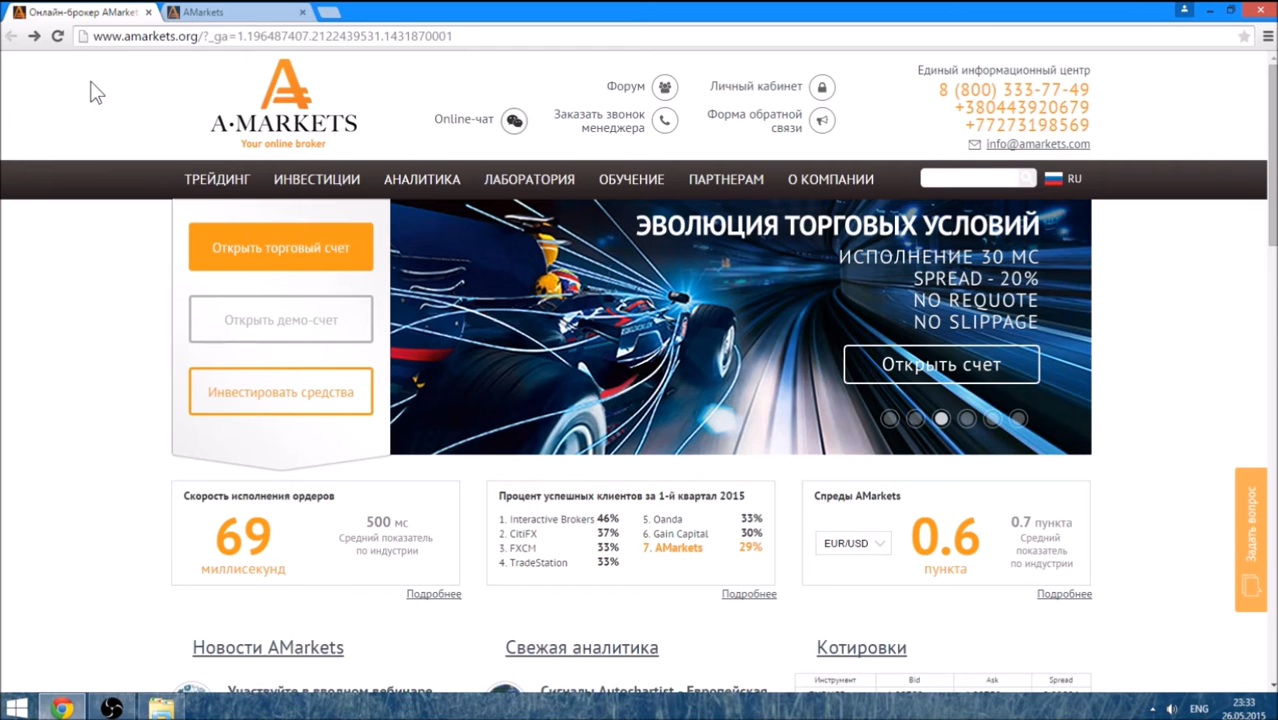 Онлайн-брокер AMarket
AMarkets
www.amarkets.org/?_ga=1.196487407.2122439531.1431870001
A·MARKETS
Your online broker
Online-чат
Форум
Заказать звонок
менеджера
Личный кабинет
Форма обратной
связи
Единый информационный центр
8 (800) 333-77-49
+380443920679
+77273198569
info@amarkets.com
ТРЕЙДИНГ ИНВЕСТИЦИИ АНАЛИТИКА ЛАБОРАТОРИЯ ОБУЧЕНИЕ ПАРТНЕРАМ О КОМПАНИИ RU
Открыть торговый счет
Открыть демо-счет
Инвестировать средства
ЭВОЛЮЦИЯ ТОРГОВЫХ УСЛОВИЙ
ИСПОЛНЕНИЕ 30 МС
SPREAD - 20%
NO REQUOTE
NO SLIPPAGE
Открыть счет
Задать вопрос
Скорость исполнения ордеров
69
миллисекунд
500 мс
Средний показатель
по индустрии
Подробнее
Процент успешных клиентов за 1-й квартал 2015
1. Interactive Brokers 46%
2. CitiFX 37%
3. FXCM 33%
4. TradeStation 33%
5. Oanda 33%
6. Gain Capital 30%
7. AMarkets 29%
Подробнее
Спреды AMarkets
EUR/USD
0.6
пункта
0.7 пункта
Средний
показатель
по индустрии
Подробнее
Новости AMarkets
Свежая аналитика
Котировки
Участвуйте в вводном вебинаре
Сигналы Autochartist - Европейская
Инструмент Bid Ask Spread
ENG
23:33
26.05.2015